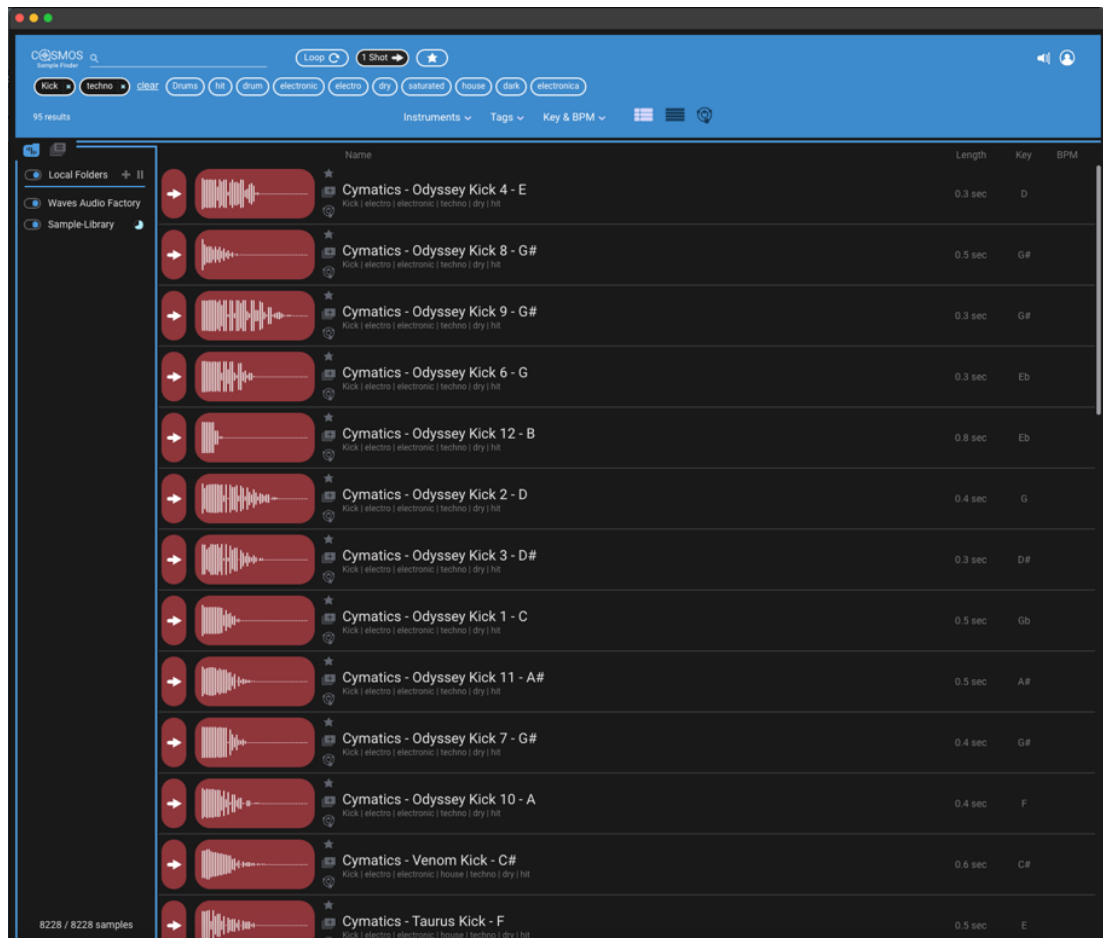 COSMOS
Sample Finder
Loop
1 Shot
Kick ×
techno ×
clear
Drums
hit
drum
electronic
electro
dry
saturated
house
dark
electronica
95 results
Instruments
Tags
Key & BPM
Local Folders
Waves Audio Factory
Sample-Library
8228 / 8228 samples
Name Length Key BPM
Cymatics - Odyssey Kick 4 - E 0.3 sec D
Kick | electro | electronic | techno | dry | hit
Cymatics - Odyssey Kick 8 - G# 0.5 sec G#
Kick | electro | electronic | techno | dry | hit
Cymatics - Odyssey Kick 9 - G# 0.3 sec G#
Kick | electro | electronic | techno | dry | hit
Cymatics - Odyssey Kick 6 - G 0.3 sec Eb
Kick | electro | electronic | techno | dry | hit
Cymatics - Odyssey Kick 12 - B 0.8 sec Eb
Kick | electro | electronic | techno | dry | hit
Cymatics - Odyssey Kick 2 - D 0.4 sec G
Kick | electro | electronic | techno | dry | hit
Cymatics - Odyssey Kick 3 - D# 0.3 sec D#
Kick | electro | electronic | techno | dry | hit
Cymatics - Odyssey Kick 1 - C 0.5 sec Gb
Kick | electro | electronic | techno | dry | hit
Cymatics - Odyssey Kick 11 - A# 0.5 sec A#
Kick | electro | electronic | techno | dry | hit
Cymatics - Odyssey Kick 7 - G# 0.4 sec G#
Kick | electro | electronic | techno | dry | hit
Cymatics - Odyssey Kick 10 - A 0.4 sec F
Kick | electro | electronic | techno | dry | hit
Cymatics - Venom Kick - C# 0.6 sec C#
Kick | electro | electronic | house | techno | dry | hit
Cymatics - Taurus Kick - F 0.5 sec E
Kick | electro | electronic | house | techno | dry | hit